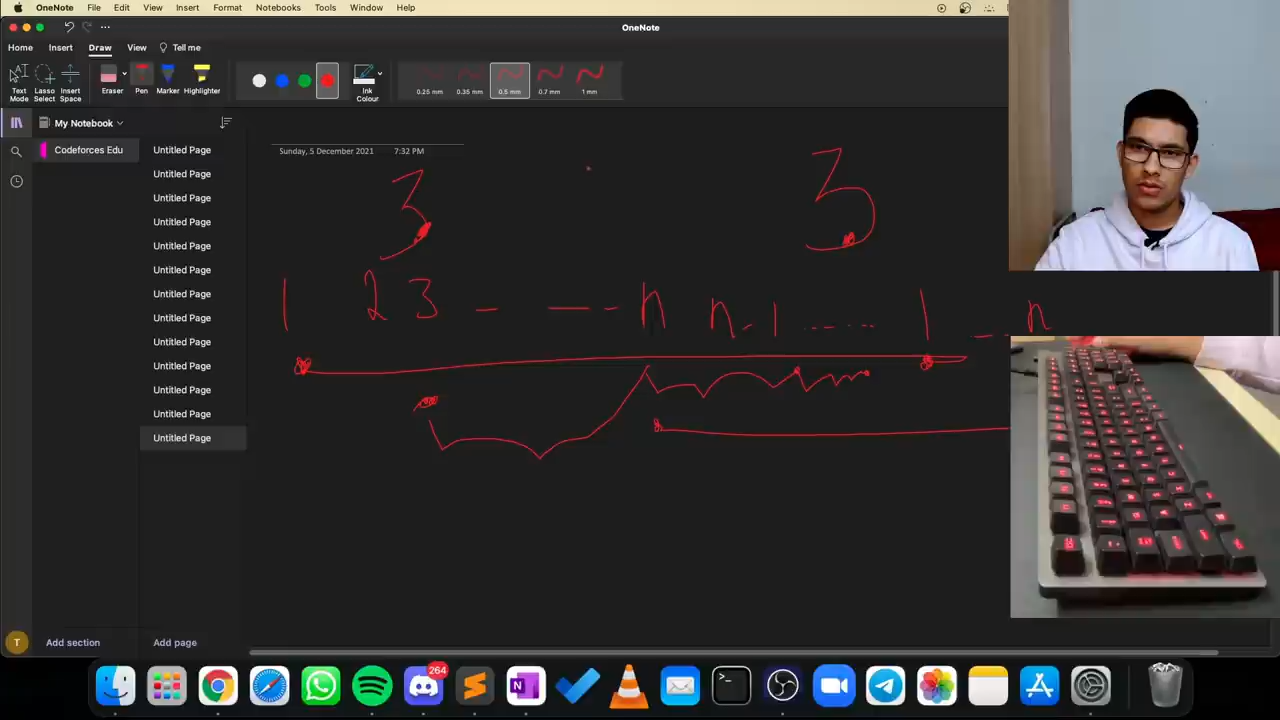 OneNote File Edit View Insert Format Notebooks Tools Window Help
OneNote
Home Insert Draw View Tell me
Text Mode Lasso Select Insert Space Eraser Pen Marker Highlighter Ink Colour 0.25 mm 0.35 mm 0.5 mm 0.7 mm 1 mm
My Notebook
Codeforces Edu
Untitled Page
Untitled Page
Untitled Page
Untitled Page
Untitled Page
Untitled Page
Untitled Page
Untitled Page
Untitled Page
Untitled Page
Untitled Page
Untitled Page
Untitled Page
Sunday, 5 December 2021 7:32 PM
3 3
1 2 3 - --- n n-1 ...... 1 -- n
T Add section Add page
264